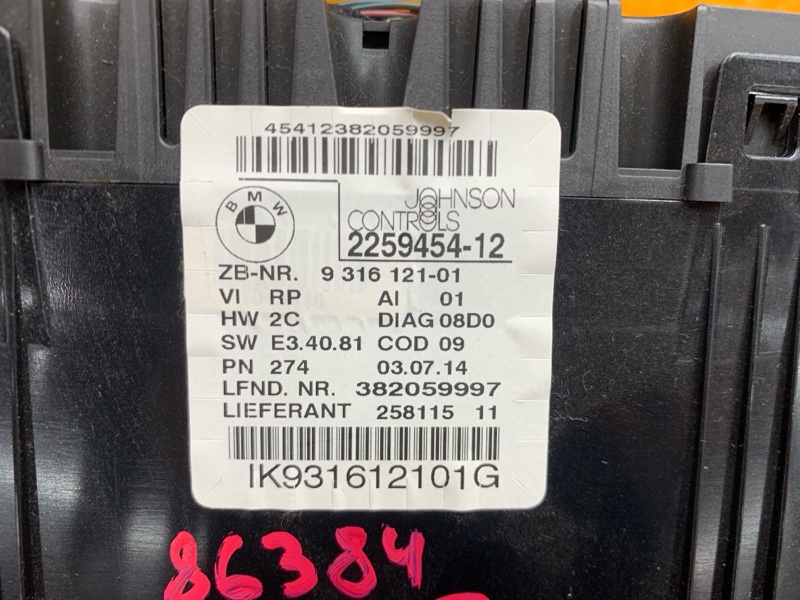 45412382059997
BMW
JOHNSON
CONTROLS
2259454-12
ZB-NR. 9 316 121-01
VI RP AI 01
HW 2C DIAG 08D0
SW E3.40.81 COD 09
PN 274 03.07.14
LFND. NR. 382059997
LIEFERANT 258115 11
IK931612101G
86384